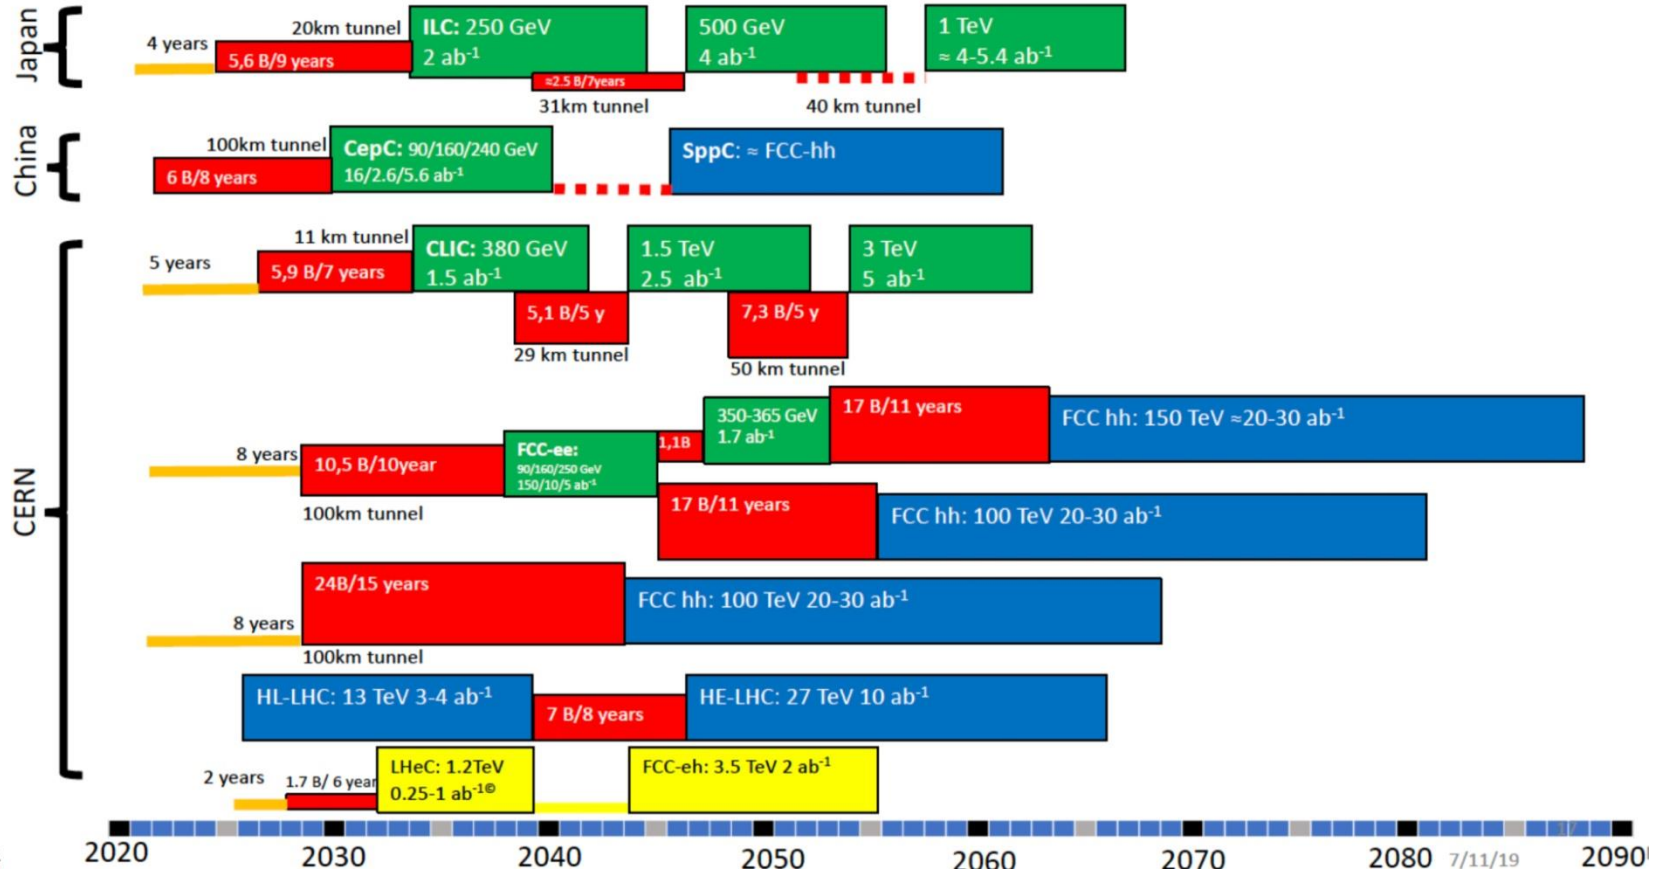 Japan
4 years
20km tunnel
5,6 B/9 years
ILC: 250 GeV
2 ab⁻¹
≈2.5 B/7years
31km tunnel
500 GeV
4 ab⁻¹
40 km tunnel
1 TeV
≈ 4-5.4 ab⁻¹
China
100km tunnel
6 B/8 years
CepC: 90/160/240 GeV
16/2.6/5.6 ab⁻¹
SppC: ≈ FCC-hh
CERN
5 years
11 km tunnel
5,9 B/7 years
CLIC: 380 GeV
1.5 ab⁻¹
5,1 B/5 y
29 km tunnel
1.5 TeV
2.5 ab⁻¹
7,3 B/5 y
50 km tunnel
3 TeV
5 ab⁻¹
8 years
10,5 B/10year
100km tunnel
FCC-ee:
90/160/250 GeV
150/10/5 ab⁻¹
1,1B
350-365 GeV
1.7 ab⁻¹
17 B/11 years
FCC hh: 150 TeV ≈20-30 ab⁻¹
17 B/11 years
FCC hh: 100 TeV 20-30 ab⁻¹
8 years
24B/15 years
100km tunnel
FCC hh: 100 TeV 20-30 ab⁻¹
HL-LHC: 13 TeV 3-4 ab⁻¹
7 B/8 years
HE-LHC: 27 TeV 10 ab⁻¹
2 years
1.7 B/ 6 year
LHeC: 1.2TeV
0.25-1 ab⁻¹©
FCC-eh: 3.5 TeV 2 ab⁻¹
17
2020 2030 2040 2050 2060 2070 2080 2090
7/11/19